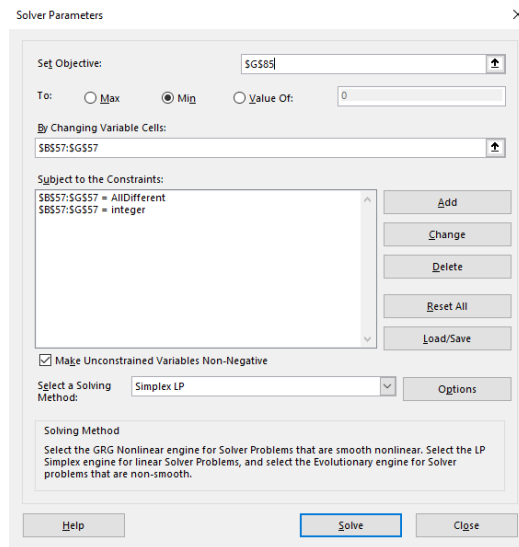 Solver Parameters
Set Objective:
$G$85
To:
Max
Min
Value Of:
0
By Changing Variable Cells:
$B$57:$G$57
Subject to the Constraints:
$B$57:$G$57 = AllDifferent
$B$57:$G$57 = integer
Add
Change
Delete
Reset All
Load/Save
Make Unconstrained Variables Non-Negative
Select a Solving
Method:
Simplex LP
Options
Solving Method
Select the GRG Nonlinear engine for Solver Problems that are smooth nonlinear. Select the LP
Simplex engine for linear Solver Problems, and select the Evolutionary engine for Solver
problems that are non-smooth.
Help
Solve
Close